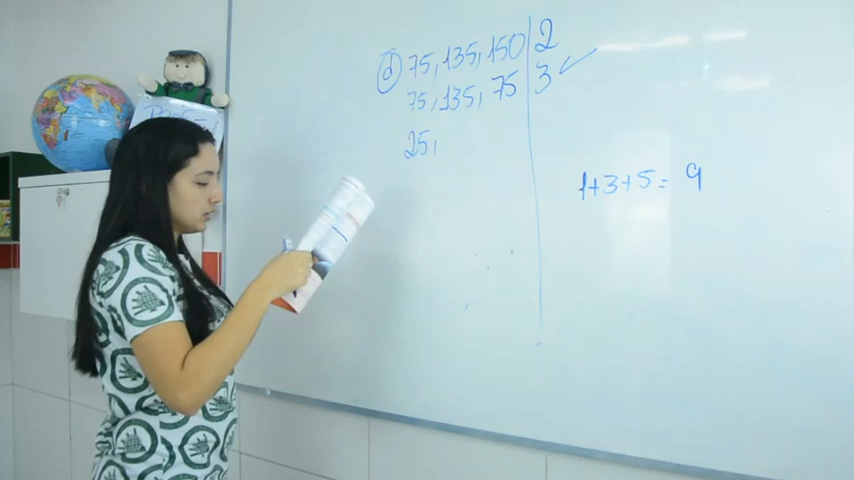 d) 75, 135, 150 | 2
75, 135, 75 | 3
25,
1+3+5= 9